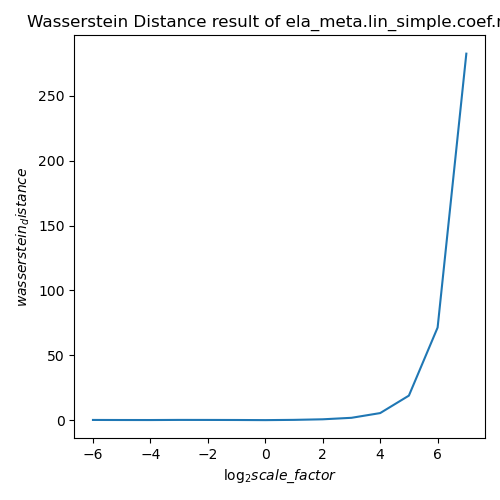 Wasserstein Distance result of ela_meta.lin_simple.coef.
250
200
150
100
50
0
wasserstein_distance
−6 −4 −2 0 2 4 6
log2scale_factor